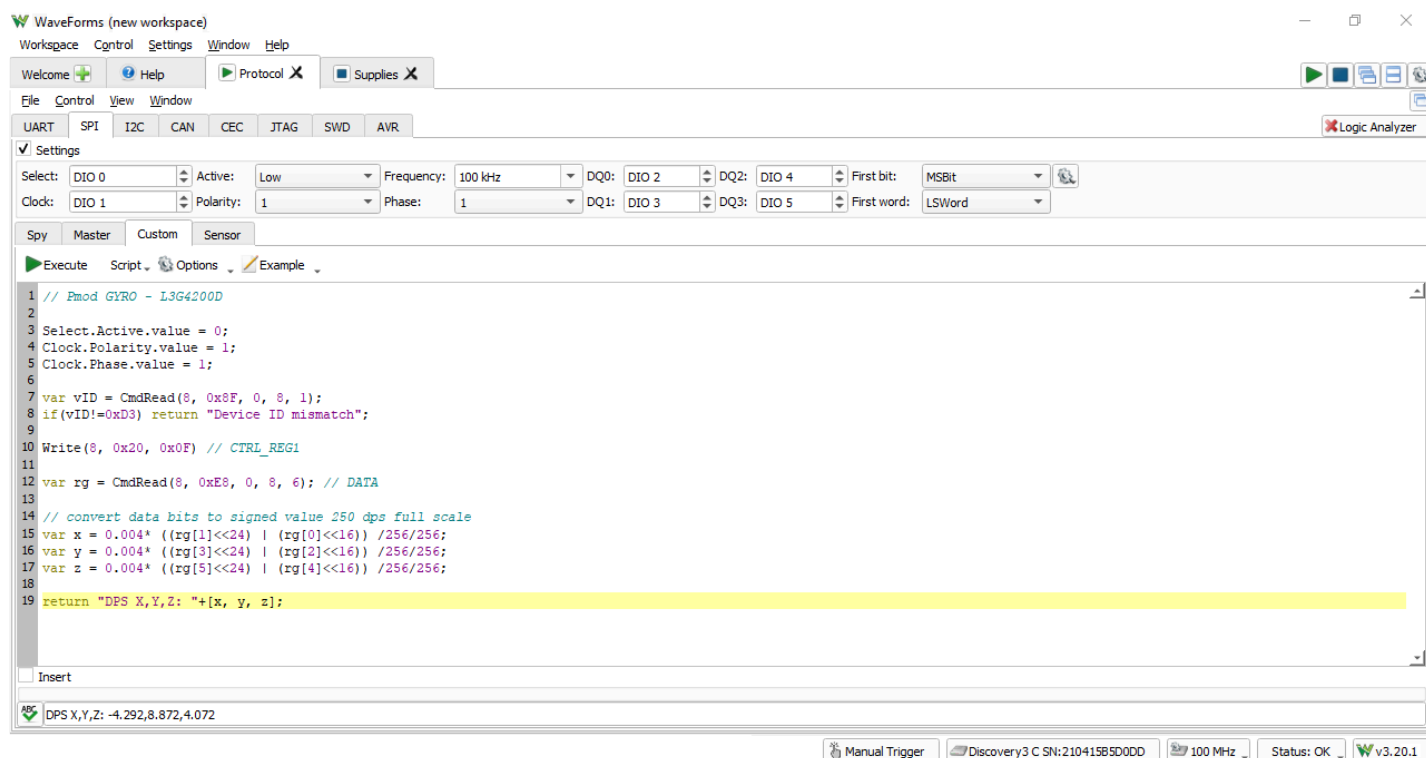 WaveForms (new workspace)
Workspace Control Settings Window Help
Welcome Help Protocol Supplies
File Control View Window
UART SPI I2C CAN CEC JTAG SWD AVR Logic Analyzer
Settings
Select: DIO 0 Active: Low Frequency: 100 kHz DQ0: DIO 2 DQ2: DIO 4 First bit: MSBit
Clock: DIO 1 Polarity: 1 Phase: 1 DQ1: DIO 3 DQ3: DIO 5 First word: LSWord
Spy Master Custom Sensor
Execute Script Options Example
1 // Pmod GYRO - L3G4200D
2
3 Select.Active.value = 0;
4 Clock.Polarity.value = 1;
5 Clock.Phase.value = 1;
6
7 var vID = CmdRead(8, 0x8F, 0, 8, 1);
8 if(vID!=0xD3) return "Device ID mismatch";
9
10 Write(8, 0x20, 0x0F) // CTRL_REG1
11
12 var rg = CmdRead(8, 0xE8, 0, 8, 6); // DATA
13
14 // convert data bits to signed value 250 dps full scale
15 var x = 0.004* ((rg[1]<<24) | (rg[0]<<16)) /256/256;
16 var y = 0.004* ((rg[3]<<24) | (rg[2]<<16)) /256/256;
17 var z = 0.004* ((rg[5]<<24) | (rg[4]<<16)) /256/256;
18
19 return "DPS X,Y,Z: "+[x, y, z];
Insert
ABC DPS X,Y,Z: -4.292,8.872,4.072
Manual Trigger Discovery3 C SN:210415B5D0DD 100 MHz Status: OK v3.20.1